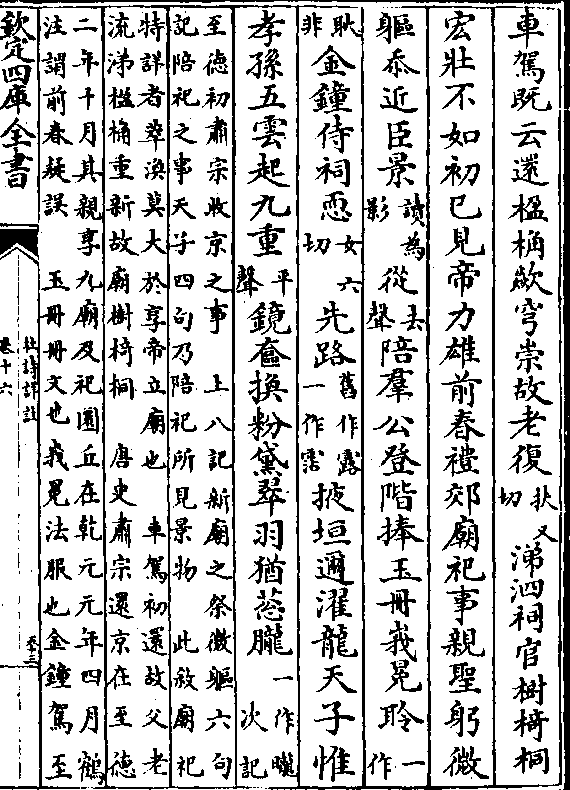 車駕既云還楹桷欻穹崇故老復扶又切涕泗祠官樹椅桐
宏壯不如初已見帝力雄前春禮郊廟祀事親聖躬微
軀忝近臣景讀為影從去聲陪羣公登階捧玉冊峩冕聆一作
耿非金鐘侍祠恧女六切先路舊作露一作霑掖垣邇濯龍天子惟
孝孫五雲起九重平聲鏡奩換粉黛翠羽猶葱朧一作曨次記
至德初肅宗收京之事 上八記新廟之祭微軀六句
記陪祀之事天子四句乃陪祀所見景物 此敘廟祀
特詳者萃渙莫大於享帝立廟也 車駕初還故父老
流涕楹桷重新故廟樹椅桐 唐史肅宗還京在至德
二年十月其親享九廟及祀圜丘在乾元元年四月鶴
注謂前春疑誤 玉冊冊文也峩冕法服也金鐘駕至
欽定四庫全書
杜詩詳註
卷十六